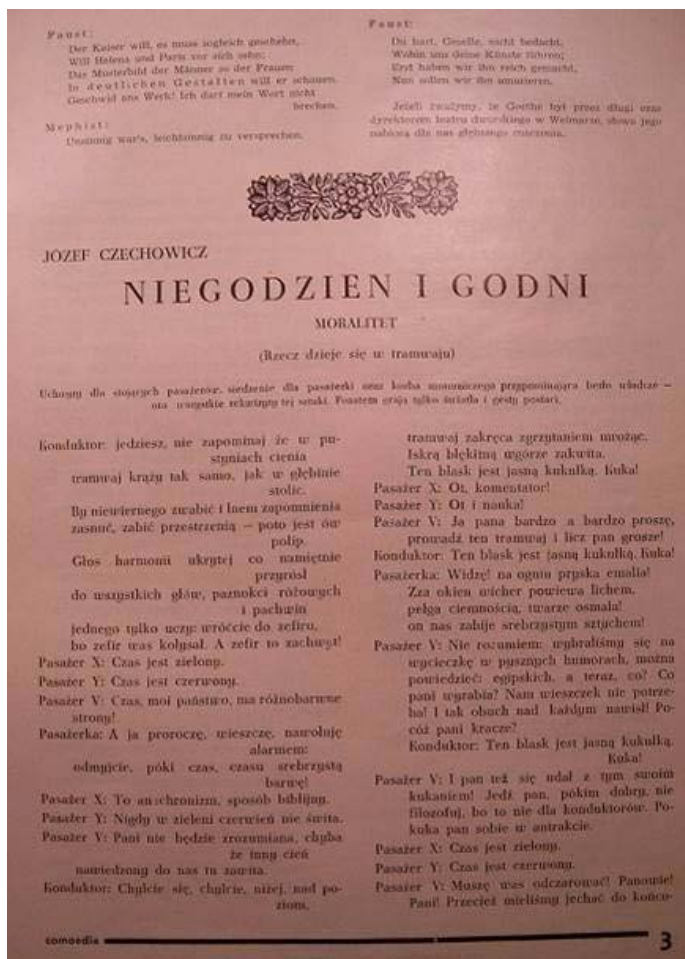 Faust:
Der Kaiser will, es muss sogleich geschehn,
Will Helena und Paris vor sich sehn;
Das Musterbild der Männer so der Frauen
In deutlichen Gestalten will er schauen.
Geschwind ans Werk! Ich darf mein Wort nicht
brechen.
Mephist:
Unsinnig war's, leichtsinnig zu versprechen.
Faust:
Du hast, Geselle, nicht bedacht,
Wohin uns deine Künste führen;
Erst haben wir ihn reich gemacht,
Nun sollen wir ihn amusieren.
Jeżeli zważymy, że Goethe był przez długi czas
dyrektorem teatru dworskiego w Weimarze, słowa jego
nabiorą dla nas głębszego znaczenia.
JÓZEF CZECHOWICZ
NIEGODZIEN I GODNI
MORALITET
(Rzecz dzieje się w tramwaju)
Uchwyty dla stojących pasażerów, siedzenie dla pasażerki oraz korba motorniczego przypominająca berło władcze –
oto wszystkie rekwizyty tej sztuki. Pozatem grają tylko światła i gesty postaci.
Konduktor: jedziesz, nie zapominaj że w pu-
styniach cienia
tramwaj krąży tak samo, jak w głębinie
stolic.
By niewiernego zwabić i lnem zapomnienia
zasnuć, zabić przestrzenią – poto jest ów
polip.
Głos harmonii ukrytej co namiętnie
przyrósł
do wszystkich głów, paznokci różowych
i pachwin
jednego tylko uczy: wróćcie do zefiru,
bo zefir was kołysał. A zefir to zachwyt!
Pasażer X: Czas jest zielony.
Pasażer Y: Czas jest czerwony.
Pasażer V: Czas, moi państwo, ma różnobarwne
strony!
Pasażerka: A ja proroczę, wieszczę, nawołuję
alarmem:
odmyjcie, póki czas, czasu srebrzystą
barwę!
Pasażer X: To anachronizm, sposób biblijny.
Pasażer Y: Nigdy w zieleni czerwień nie świta.
Pasażer V: Pani nie będzie zrozumiana, chyba
że inny cień
nawiedzony do nas tu zawita.
Konduktor: Chylcie się, chylcie, niżej, nad po-
ziom,
tramwaj zakręca zgrzytaniem mrożąc.
Iskrą błękitną wgórze zakwita.
Ten blask jest jasną kukułką. Kuka!
Pasażer X: Ot, komentator!
Pasażer Y: Ot i nauka!
Pasażer V: Ja pana bardzo a bardzo proszę,
prowadź ten tramwaj i licz pan grosze!
Konduktor: Ten blask jest jasną kukułką. Kuka!
Pasażerka: Widzę! na ogniu pryska emalia!
Zza okien wicher powiewa lichem,
pełga ciemnością, twarze osmala!
on nas zabije srebrzystym sztychem!
Pasażer V: Nie rozumiem: wybraliśmy się na
wycieczkę w pysznych humorach, można
powiedzieć: egipskich, a teraz, co? Co
pani wyrabia? Nam wieszczek nie potrze-
ba! I tak obuch nad każdym nawisł! Po-
cóż pani kracze?
Konduktor: Ten blask jest jasną kukułką.
Kuka!
Pasażer V: I pan też się udał z tym swoim
kukaniem! Jedź pan, pókim dobry, nie
filozofuj, bo to nie dla konduktorów. Po-
kuka pan sobie w antrakcie.
Pasażer X: Czas jest zielony.
Pasażer Y: Czas jest czerwony.
Pasażer V: Muszę was odczarować! Panowie!
Pani! Przecież mieliśmy jechać do końco-
comoedia
3